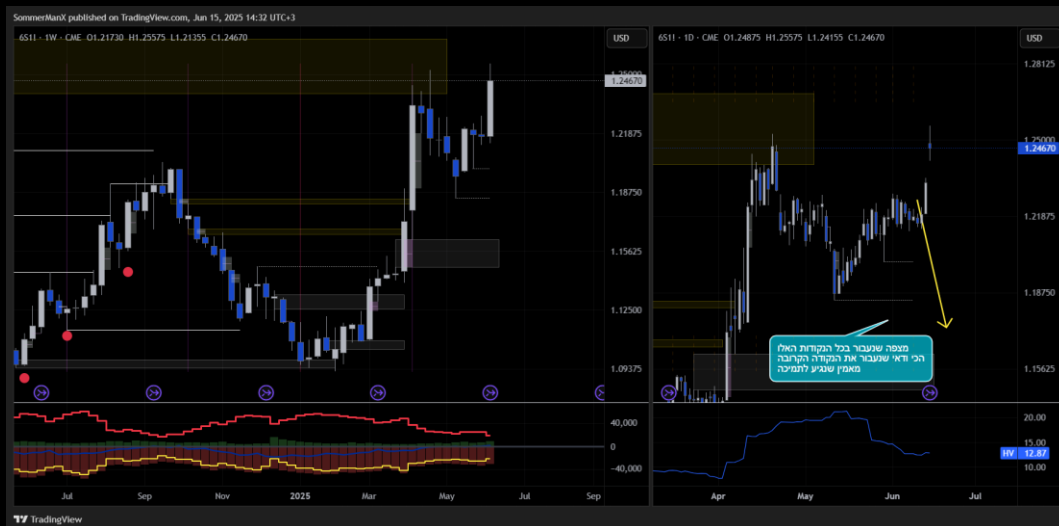 SommerManX published on TradingView.com, Jun 15, 2025 14:32 UTC+3
6S1! · 1W · CME O1.21730 H1.25575 L1.21355 C1.24670
USD
1.25000
1.24670
1.21875
1.18750
1.15625
1.12500
1.09375
40,000
0
-40,000
Jul Sep Nov 2025 Mar May Jul Sep
6S1! · 1D · CME O1.24875 H1.25575 L1.24155 C1.24670
USD
1.28125
1.25000
1.24670
1.21875
1.18750
1.15625
מצפה שנעבור בכל הנקודות האלו
הכי ודאי שנעבור את הנקודה הקרובה
מאמין שנגיע לתמיכה
20.00
15.00
HV 12.87
10.00
Apr May Jun Jul
TradingView